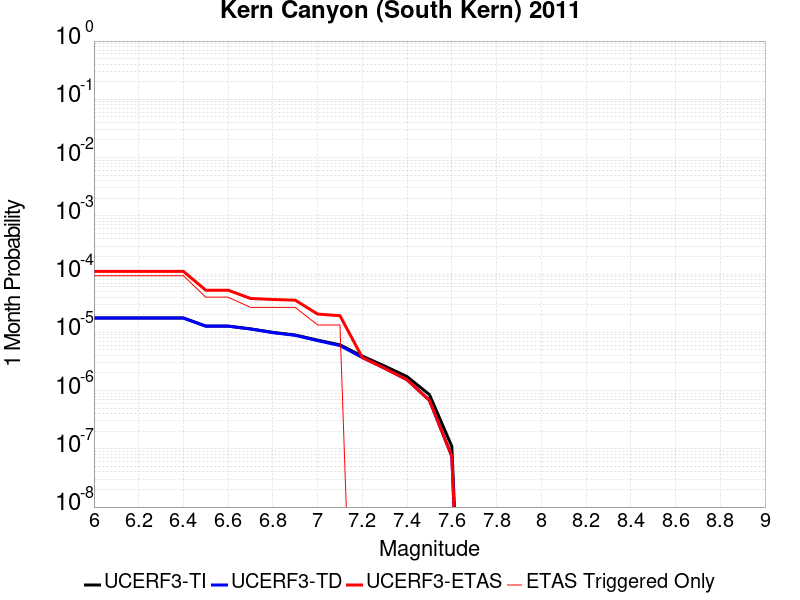 Kern Canyon (South Kern) 2011
1 Month Probability
10^0
10^-1
10^-2
10^-3
10^-4
10^-5
10^-6
10^-7
10^-8
6 6.2 6.4 6.6 6.8 7 7.2 7.4 7.6 7.8 8 8.2 8.4 8.6 8.8 9
Magnitude
UCERF3-TI UCERF3-TD UCERF3-ETAS ETAS Triggered Only